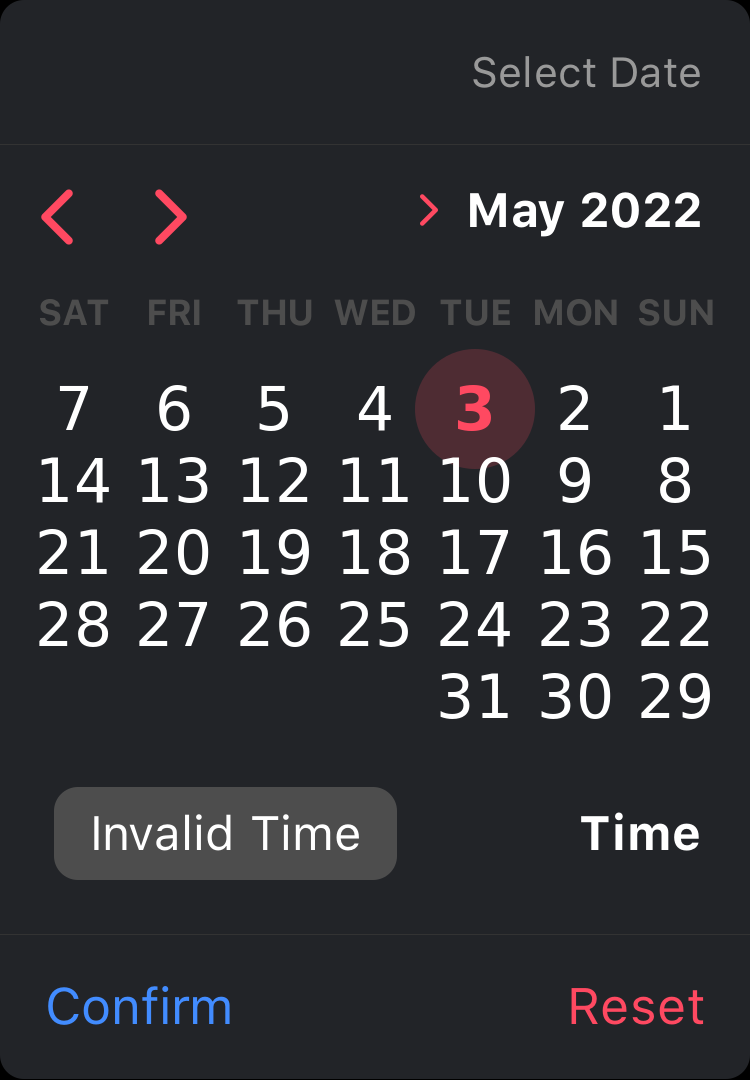 Select Date
May 2022
SAT FRI THU WED TUE MON SUN
7 6 5 4 3 2 1
14 13 12 11 10 9 8
21 20 19 18 17 16 15
28 27 26 25 24 23 22
31 30 29
Invalid Time Time
Confirm Reset